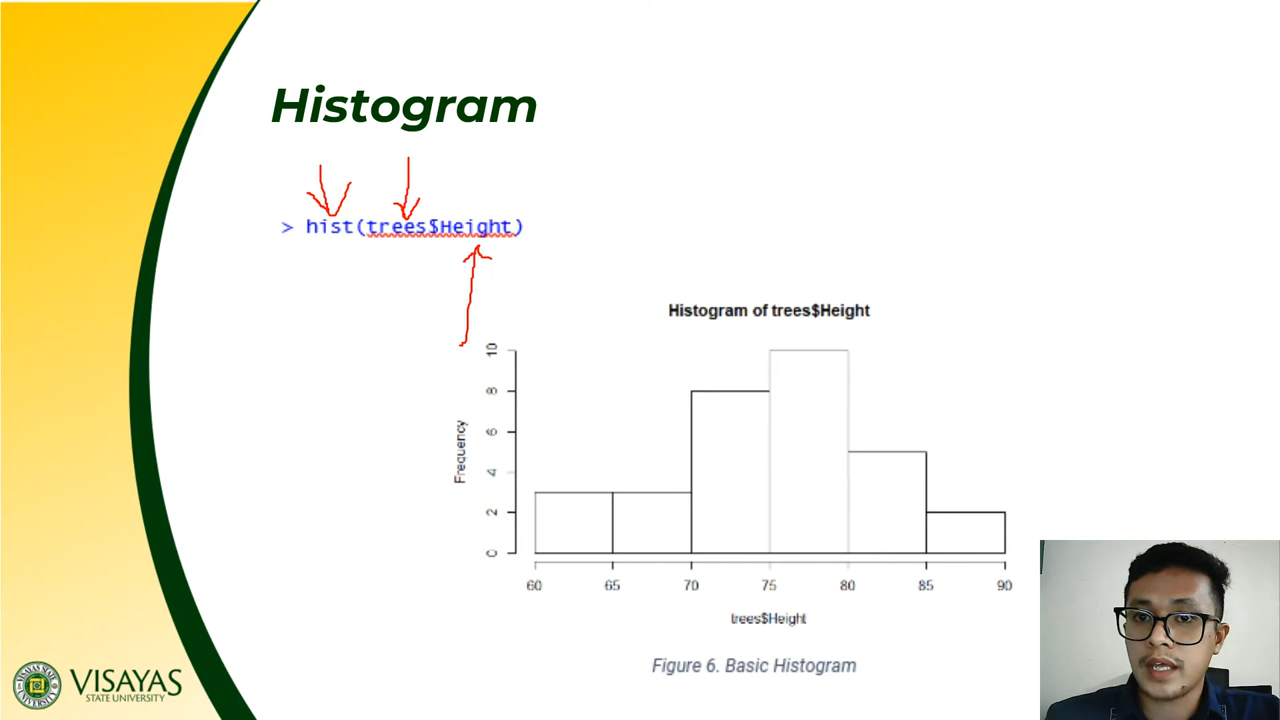 Histogram
> hist(trees$Height)
Histogram of trees$Height
10
8
6
4
2
0
Frequency
60 65 70 75 80 85 90
trees$Height
Figure 6. Basic Histogram
VISAYAS
STATE UNIVERSITY